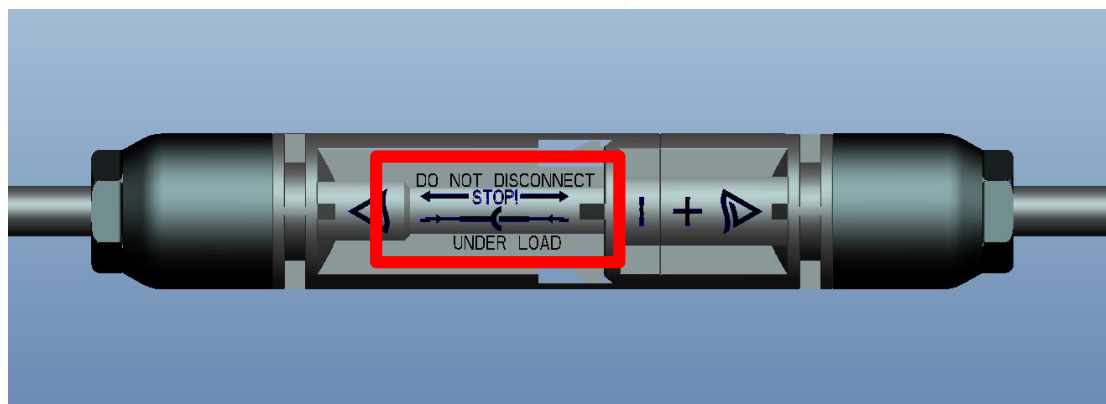 DO NOT DISCONNECT
STOP!
UNDER LOAD
- +